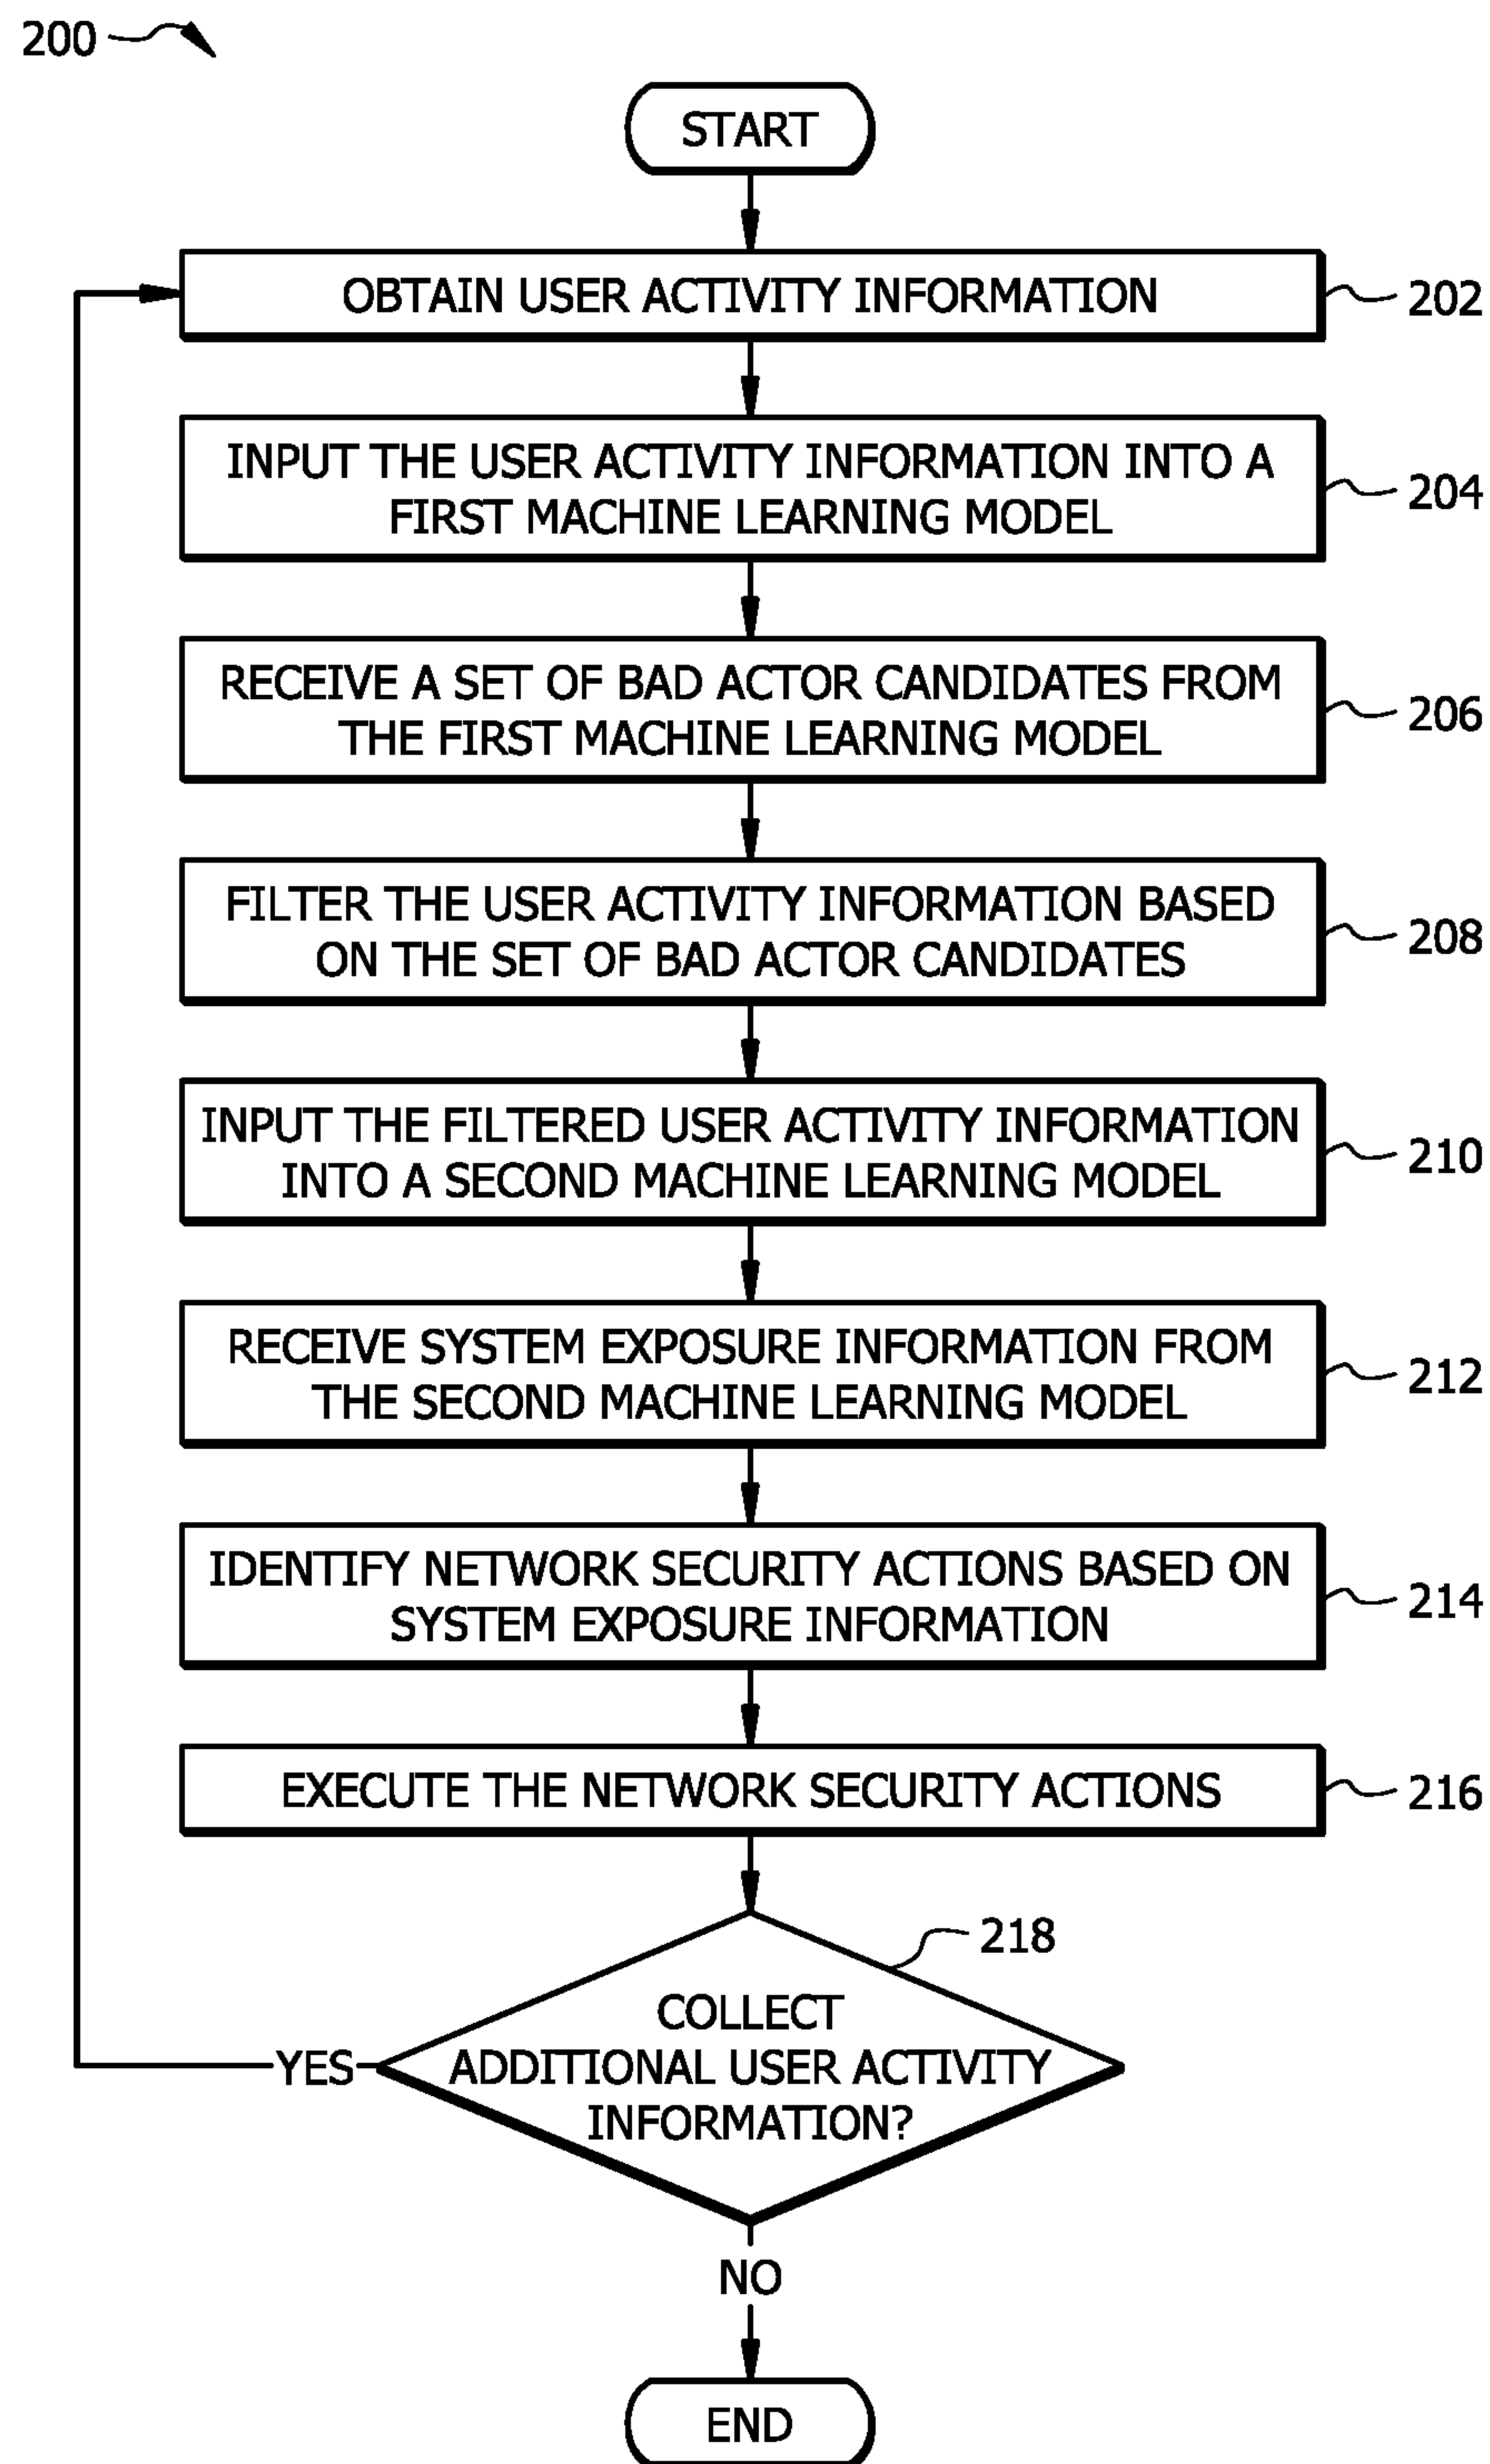 200
START
OBTAIN USER ACTIVITY INFORMATION
202
INPUT THE USER ACTIVITY INFORMATION INTO A
FIRST MACHINE LEARNING MODEL
204
RECEIVE A SET OF BAD ACTOR CANDIDATES FROM
THE FIRST MACHINE LEARNING MODEL
206
FILTER THE USER ACTIVITY INFORMATION BASED
ON THE SET OF BAD ACTOR CANDIDATES
208
INPUT THE FILTERED USER ACTIVITY INFORMATION
INTO A SECOND MACHINE LEARNING MODEL
210
RECEIVE SYSTEM EXPOSURE INFORMATION FROM
THE SECOND MACHINE LEARNING MODEL
212
IDENTIFY NETWORK SECURITY ACTIONS BASED ON
SYSTEM EXPOSURE INFORMATION
214
EXECUTE THE NETWORK SECURITY ACTIONS
216
218
COLLECT
ADDITIONAL USER ACTIVITY
INFORMATION?
YES
NO
END